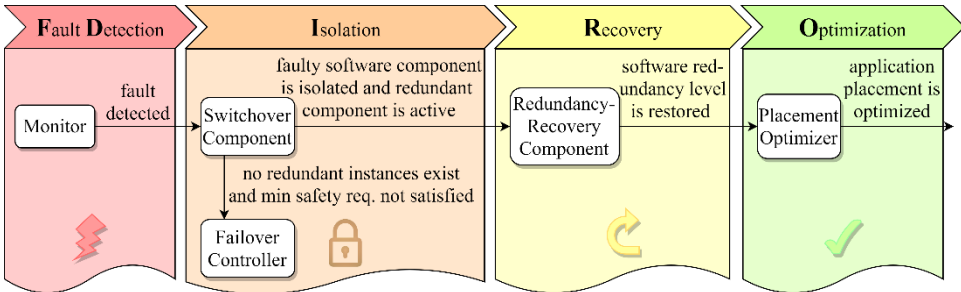 Fault Detection
Isolation
Recovery
Optimization
fault
detected
Monitor
faulty software component
is isolated and redundant
component is active
Switchover
Component
no redundant instances exist
and min safety req. not satisfied
Failover
Controller
software red-
undancy level
is restored
Redundancy-
Recovery
Component
application
placement is
optimized
Placement
Optimizer